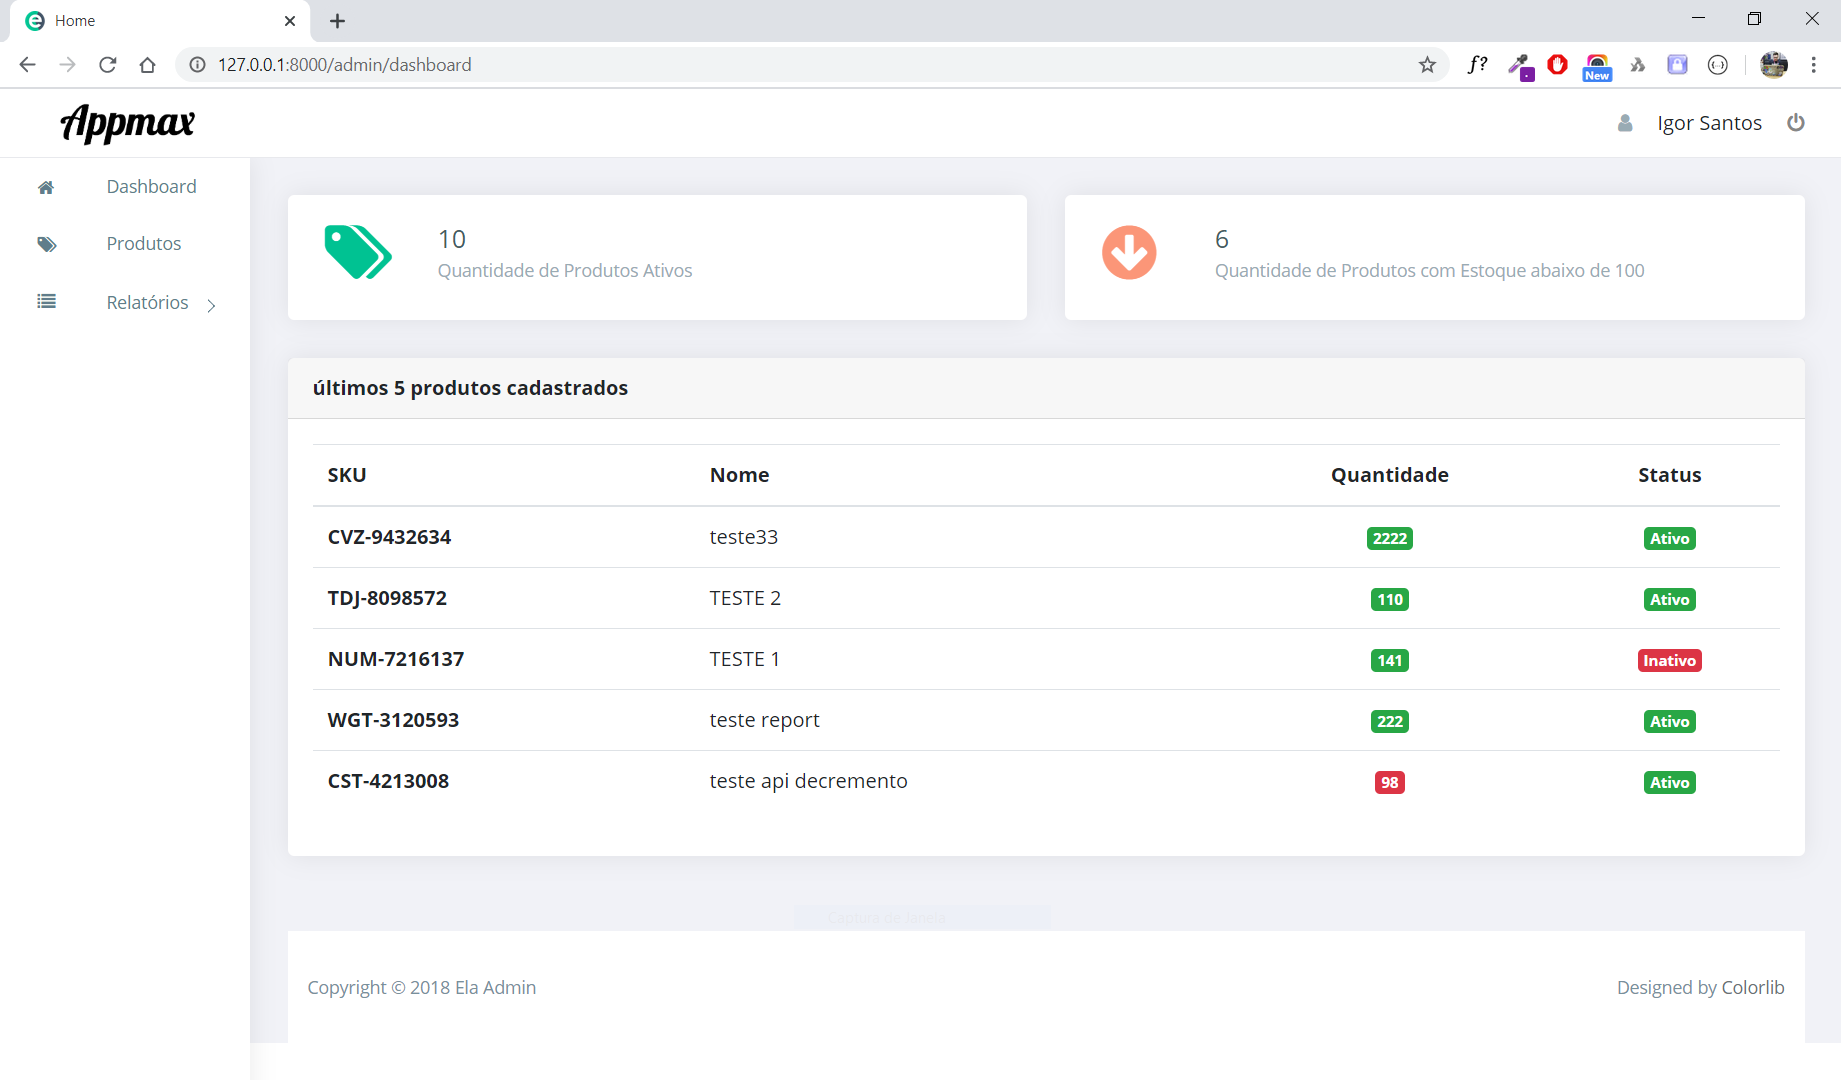 Home
127.0.0.1:8000/admin/dashboard
f?
New
Appmax
Igor Santos
Dashboard
Produtos
Relatórios
10
Quantidade de Produtos Ativos
6
Quantidade de Produtos com Estoque abaixo de 100
últimos 5 produtos cadastrados
SKU Nome Quantidade Status
CVZ-9432634 teste33 2222 Ativo
TDJ-8098572 TESTE 2 110 Ativo
NUM-7216137 TESTE 1 141 Inativo
WGT-3120593 teste report 222 Ativo
CST-4213008 teste api decremento 98 Ativo
Captura de Janela
Copyright © 2018 Ela Admin
Designed by Colorlib